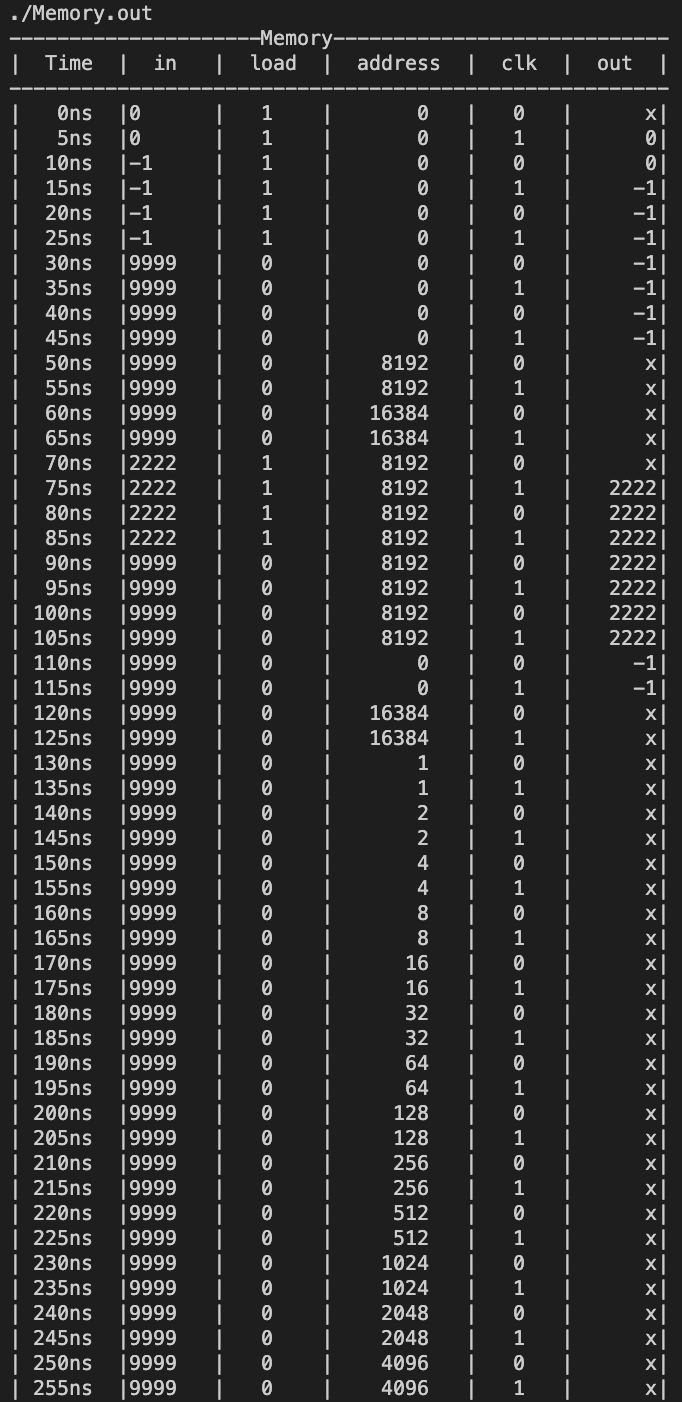 ./Memory.out
---------------------Memory----------------------------
|  Time  |  in   |  load  |  address  |  clk  |  out  |
-------------------------------------------------------
|   0ns  |0      |   1    |       0   |   0   |      x|
|   5ns  |0      |   1    |       0   |   1   |      0|
|  10ns  |-1     |   1    |       0   |   0   |      0|
|  15ns  |-1     |   1    |       0   |   1   |     -1|
|  20ns  |-1     |   1    |       0   |   0   |     -1|
|  25ns  |-1     |   1    |       0   |   1   |     -1|
|  30ns  |9999   |   0    |       0   |   0   |     -1|
|  35ns  |9999   |   0    |       0   |   1   |     -1|
|  40ns  |9999   |   0    |       0   |   0   |     -1|
|  45ns  |9999   |   0    |       0   |   1   |     -1|
|  50ns  |9999   |   0    |    8192   |   0   |      x|
|  55ns  |9999   |   0    |    8192   |   1   |      x|
|  60ns  |9999   |   0    |   16384   |   0   |      x|
|  65ns  |9999   |   0    |   16384   |   1   |      x|
|  70ns  |2222   |   1    |    8192   |   0   |      x|
|  75ns  |2222   |   1    |    8192   |   1   |   2222|
|  80ns  |2222   |   1    |    8192   |   0   |   2222|
|  85ns  |2222   |   1    |    8192   |   1   |   2222|
|  90ns  |9999   |   0    |    8192   |   0   |   2222|
|  95ns  |9999   |   0    |    8192   |   1   |   2222|
| 100ns  |9999   |   0    |    8192   |   0   |   2222|
| 105ns  |9999   |   0    |    8192   |   1   |   2222|
| 110ns  |9999   |   0    |       0   |   0   |     -1|
| 115ns  |9999   |   0    |       0   |   1   |     -1|
| 120ns  |9999   |   0    |   16384   |   0   |      x|
| 125ns  |9999   |   0    |   16384   |   1   |      x|
| 130ns  |9999   |   0    |       1   |   0   |      x|
| 135ns  |9999   |   0    |       1   |   1   |      x|
| 140ns  |9999   |   0    |       2   |   0   |      x|
| 145ns  |9999   |   0    |       2   |   1   |      x|
| 150ns  |9999   |   0    |       4   |   0   |      x|
| 155ns  |9999   |   0    |       4   |   1   |      x|
| 160ns  |9999   |   0    |       8   |   0   |      x|
| 165ns  |9999   |   0    |       8   |   1   |      x|
| 170ns  |9999   |   0    |      16   |   0   |      x|
| 175ns  |9999   |   0    |      16   |   1   |      x|
| 180ns  |9999   |   0    |      32   |   0   |      x|
| 185ns  |9999   |   0    |      32   |   1   |      x|
| 190ns  |9999   |   0    |      64   |   0   |      x|
| 195ns  |9999   |   0    |      64   |   1   |      x|
| 200ns  |9999   |   0    |     128   |   0   |      x|
| 205ns  |9999   |   0    |     128   |   1   |      x|
| 210ns  |9999   |   0    |     256   |   0   |      x|
| 215ns  |9999   |   0    |     256   |   1   |      x|
| 220ns  |9999   |   0    |     512   |   0   |      x|
| 225ns  |9999   |   0    |     512   |   1   |      x|
| 230ns  |9999   |   0    |    1024   |   0   |      x|
| 235ns  |9999   |   0    |    1024   |   1   |      x|
| 240ns  |9999   |   0    |    2048   |   0   |      x|
| 245ns  |9999   |   0    |    2048   |   1   |      x|
| 250ns  |9999   |   0    |    4096   |   0   |      x|
| 255ns  |9999   |   0    |    4096   |   1   |      x|